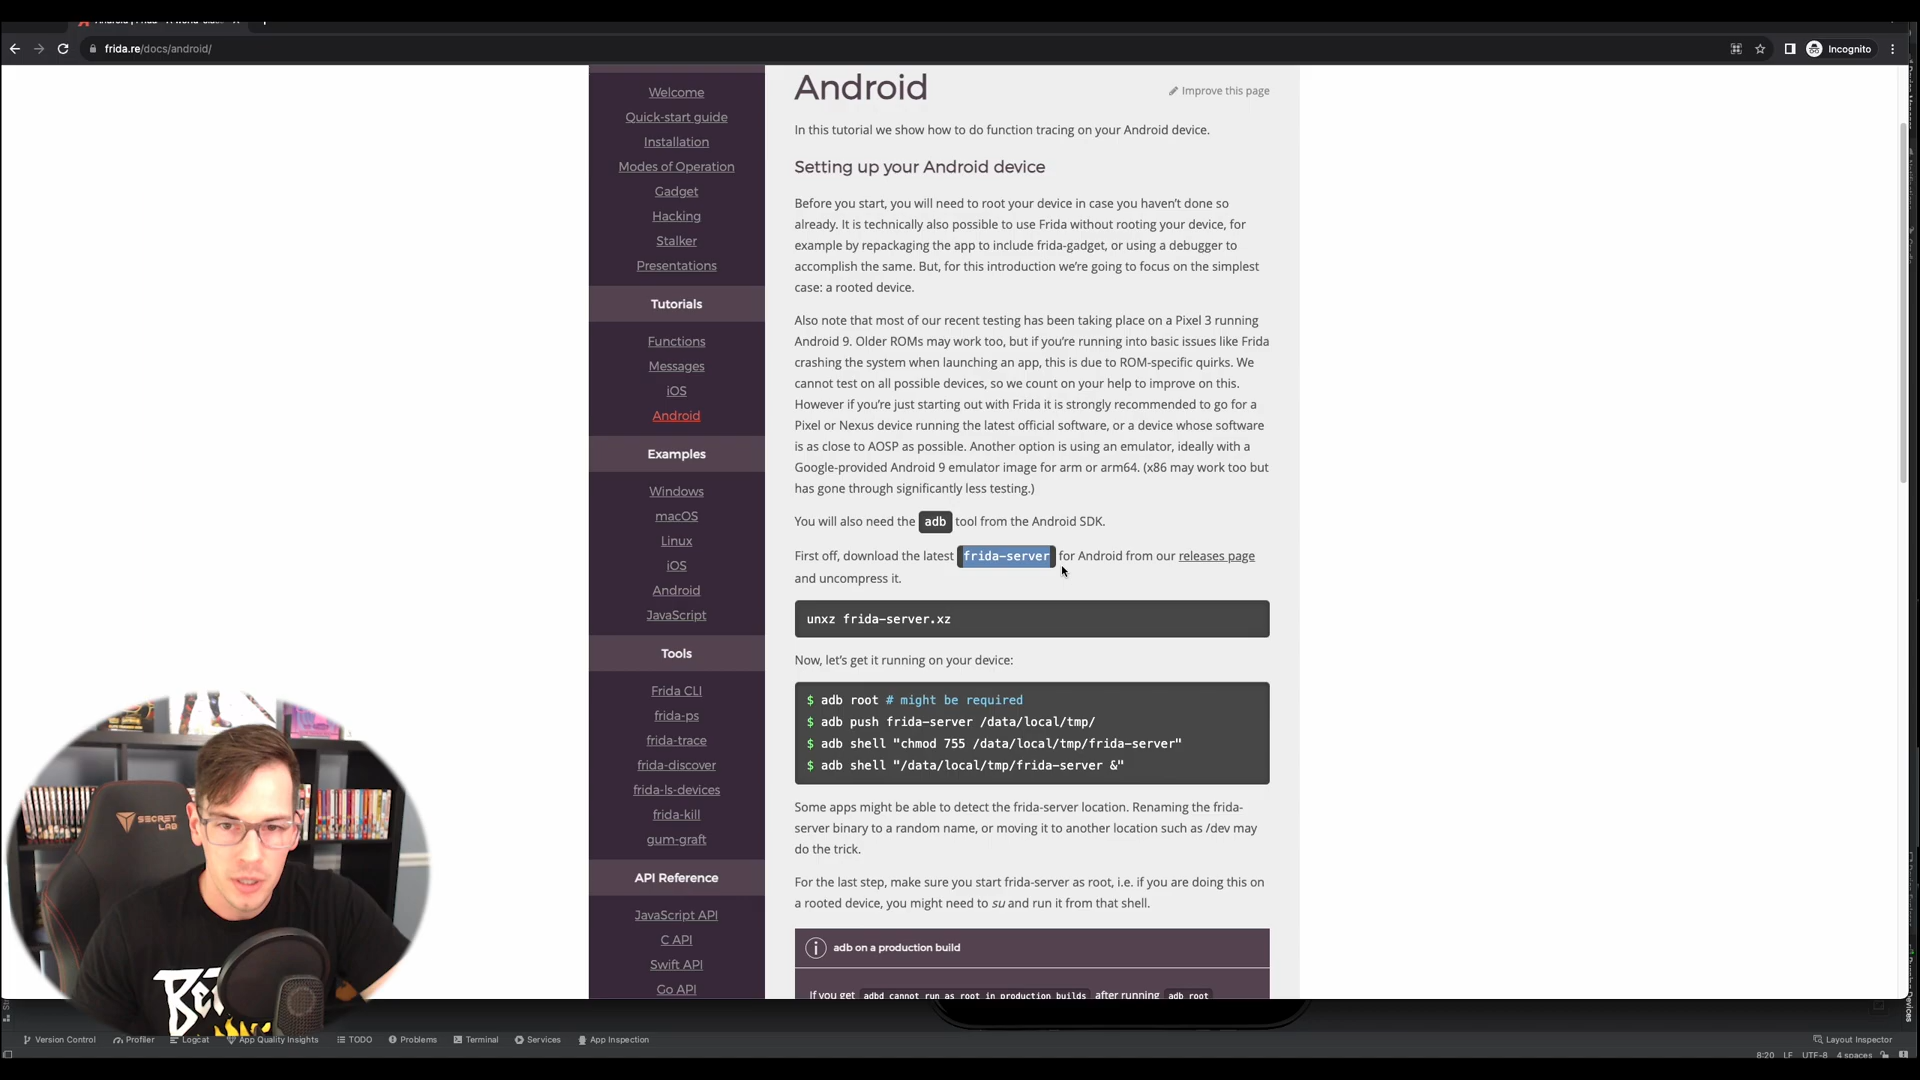 frida.re/docs/android/
Incognito
Welcome
Quick-start guide
Installation
Modes of Operation
Gadget
Hacking
Stalker
Presentations
Tutorials
Functions
Messages
iOS
Android
Examples
Windows
macOS
Linux
iOS
Android
JavaScript
Tools
Frida CLI
frida-ps
frida-trace
frida-discover
frida-ls-devices
frida-kill
gum-graft
API Reference
JavaScript API
C API
Swift API
Go API
Android
Improve this page
In this tutorial we show how to do function tracing on your Android device.
Setting up your Android device
Before you start, you will need to root your device in case you haven't done so
already. It is technically also possible to use Frida without rooting your device, for
example by repackaging the app to include frida-gadget, or using a debugger to
accomplish the same. But, for this introduction we're going to focus on the simplest
case: a rooted device.
Also note that most of our recent testing has been taking place on a Pixel 3 running
Android 9. Older ROMs may work too, but if you're running into basic issues like Frida
crashing the system when launching an app, this is due to ROM-specific quirks. We
cannot test on all possible devices, so we count on your help to improve on this.
However if you're just starting out with Frida it is strongly recommended to go for a
Pixel or Nexus device running the latest official software, or a device whose software
is as close to AOSP as possible. Another option is using an emulator, ideally with a
Google-provided Android 9 emulator image for arm or arm64. (x86 may work too but
has gone through significantly less testing.)
You will also need the adb tool from the Android SDK.
First off, download the latest frida-server for Android from our releases page
and uncompress it.
unxz frida-server.xz
Now, let's get it running on your device:
$ adb root # might be required
$ adb push frida-server /data/local/tmp/
$ adb shell "chmod 755 /data/local/tmp/frida-server"
$ adb shell "/data/local/tmp/frida-server &"
Some apps might be able to detect the frida-server location. Renaming the frida-
server binary to a random name, or moving it to another location such as /dev may
do the trick.
For the last step, make sure you start frida-server as root, i.e. if you are doing this on
a rooted device, you might need to su and run it from that shell.
adb on a production build
If you get adbd cannot run as root in production builds after running adb root
SECRET
LAB
Version Control Profiler Logcat App Quality Insights TODO Problems Terminal Services App Inspection Layout Inspector
8:20 LF UTF-8 4 spaces